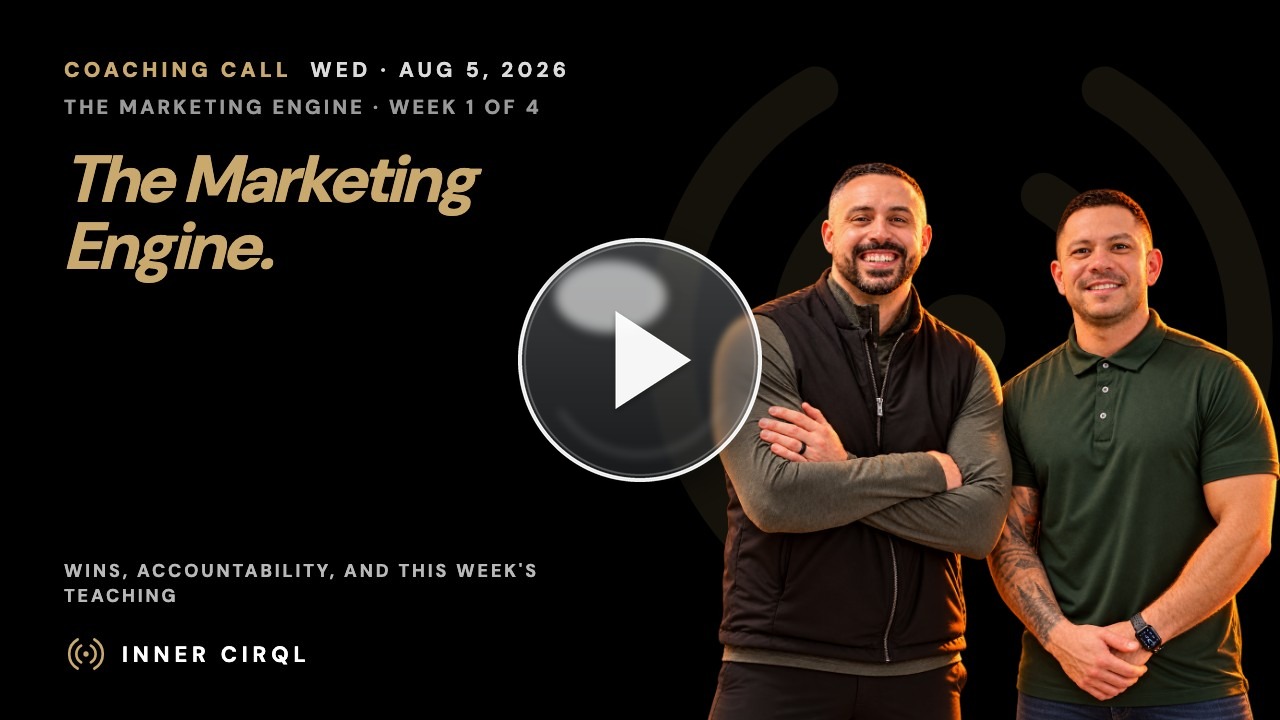 COACHING CALL WED · AUG 5, 2026
THE MARKETING ENGINE · WEEK 1 OF 4
The Marketing
Engine.
WINS, ACCOUNTABILITY, AND THIS WEEK'S
TEACHING
INNER CIRQL